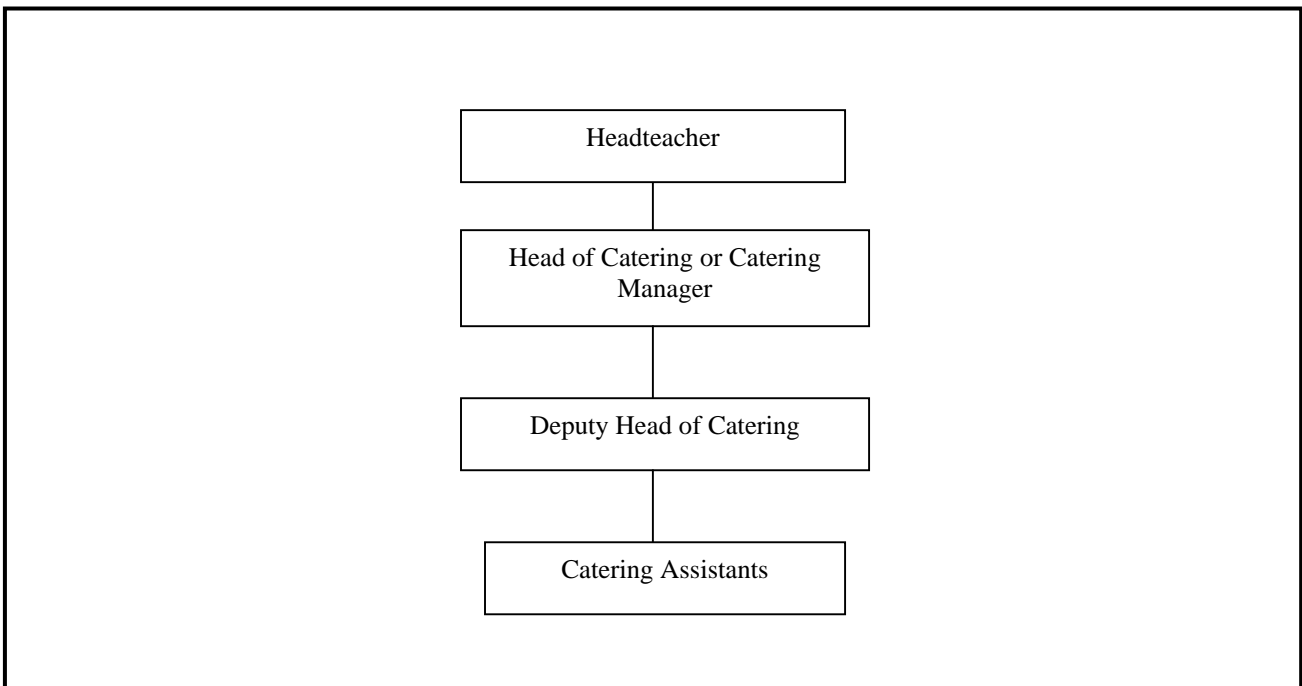 Headteacher
Head of Catering or Catering
Manager
Deputy Head of Catering
Catering Assistants